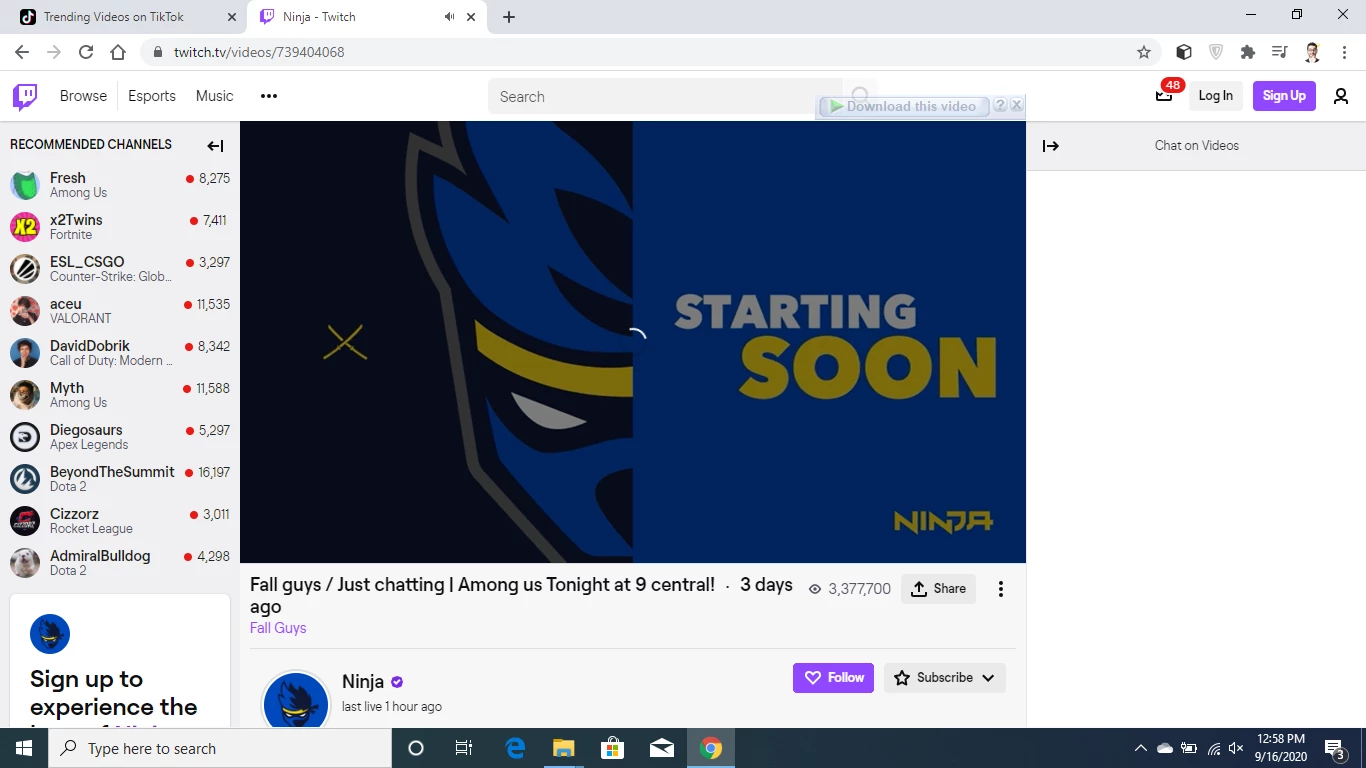 Trending Videos on TikTok
Ninja - Twitch
twitch.tv/videos/739404068
Browse
Esports
Music
Search
Download this video
?
48
Log In
Sign Up
RECOMMENDED CHANNELS
Fresh
8,275
Among Us
x2Twins
7,411
Fortnite
ESL_CSGO
3,297
Counter-Strike: Glob...
aceu
11,535
VALORANT
DavidDobrik
8,342
Call of Duty: Modern ...
Myth
11,588
Among Us
Diegosaurs
5,297
Apex Legends
BeyondTheSummit
16,197
Dota 2
Cizzorz
3,011
Rocket League
AdmiralBulldog
4,298
Dota 2
Sign up to
experience the
X2
STARTING
SOON
NINJA
Chat on Videos
Fall guys / Just chatting | Among us Tonight at 9 central! · 3 days
ago
3,377,700
Share
Fall Guys
Ninja
last live 1 hour ago
Follow
Subscribe
Type here to search
12:58 PM
9/16/2020
3